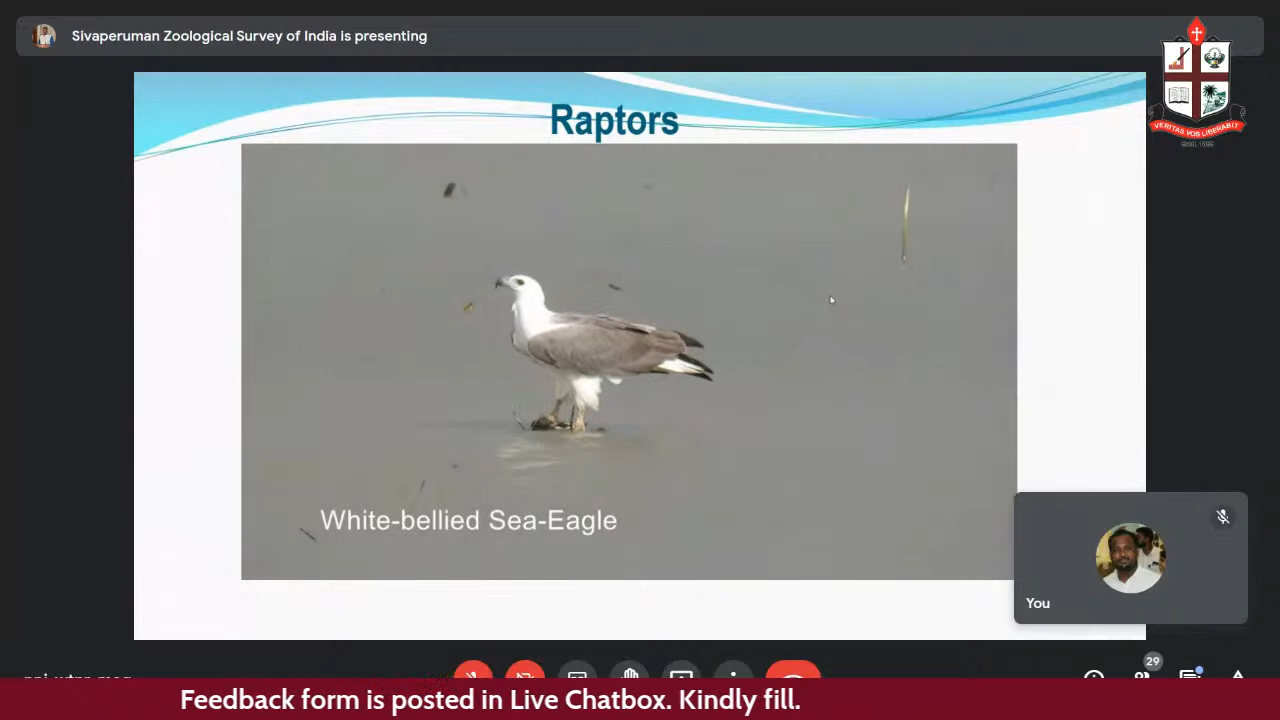 Sivaperuman Zoological Survey of India is presenting
VERITAS VOS LIBERABIT
Raptors
White-bellied Sea-Eagle
You
29
Feedback form is posted in Live Chatbox. Kindly fill.